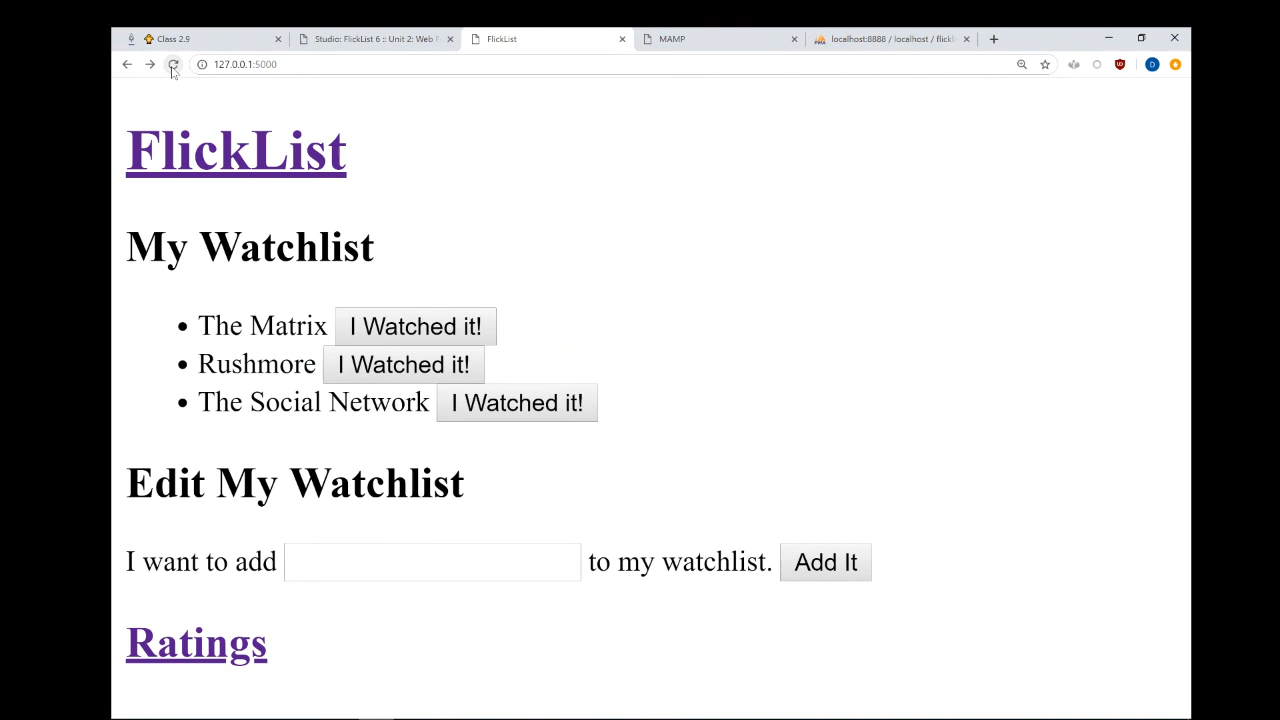 Class 2.9
Studio: FlickList 6 :: Unit 2: Web P
FlickList
MAMP
localhost:8888 / localhost / flickl
127.0.0.1:5000
FlickList
My Watchlist
The Matrix I Watched it!
Rushmore I Watched it!
The Social Network I Watched it!
Edit My Watchlist
I want to add to my watchlist. Add It
Ratings